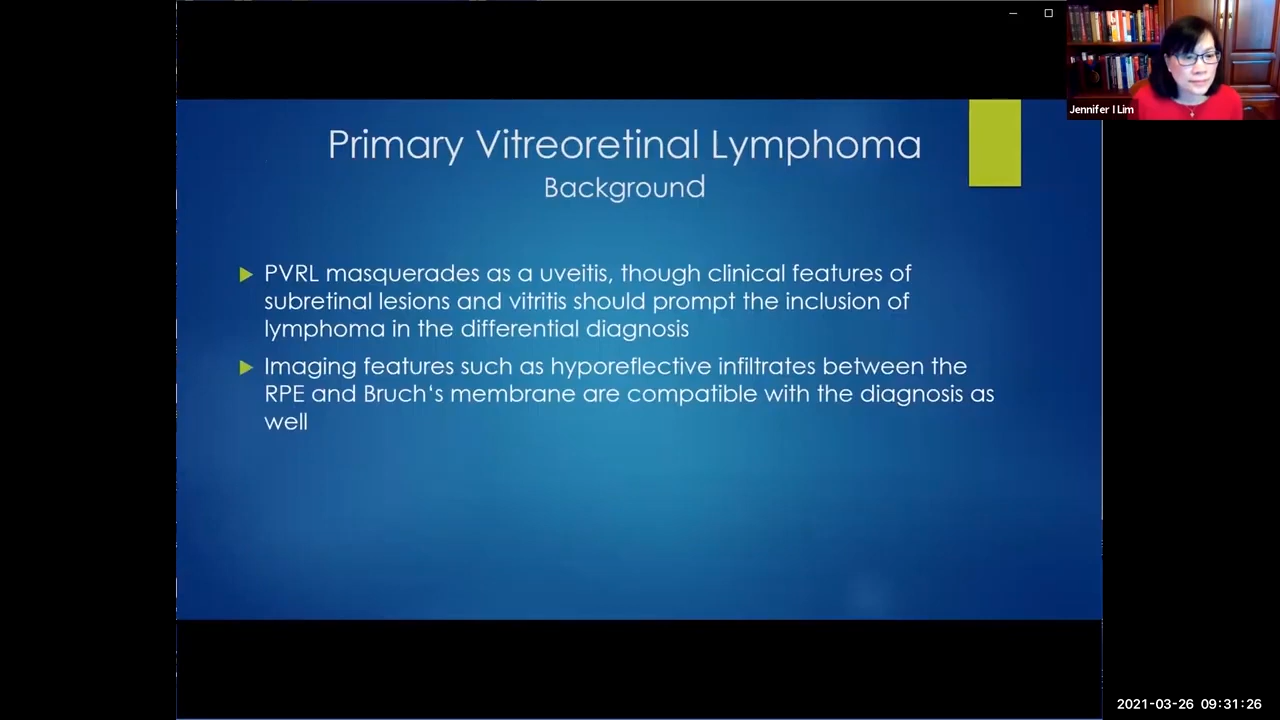 Primary Vitreoretinal Lymphoma
Background
PVRL masquerades as a uveitis, though clinical features of
subretinal lesions and vitritis should prompt the inclusion of
lymphoma in the differential diagnosis
Imaging features such as hyporeflective infiltrates between the
RPE and Bruch‘s membrane are compatible with the diagnosis as
well
Jennifer I Lim
2021-03-26 09:31:26